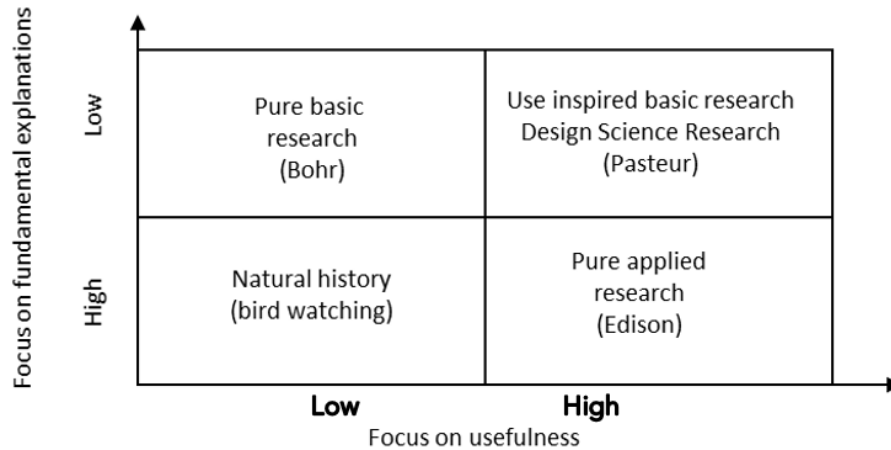 Focus on fundamental explanations
Low
High
Pure basic
research
(Bohr)
Use inspired basic research
Design Science Research
(Pasteur)
Natural history
(bird watching)
Pure applied
research
(Edison)
Low
High
Focus on usefulness